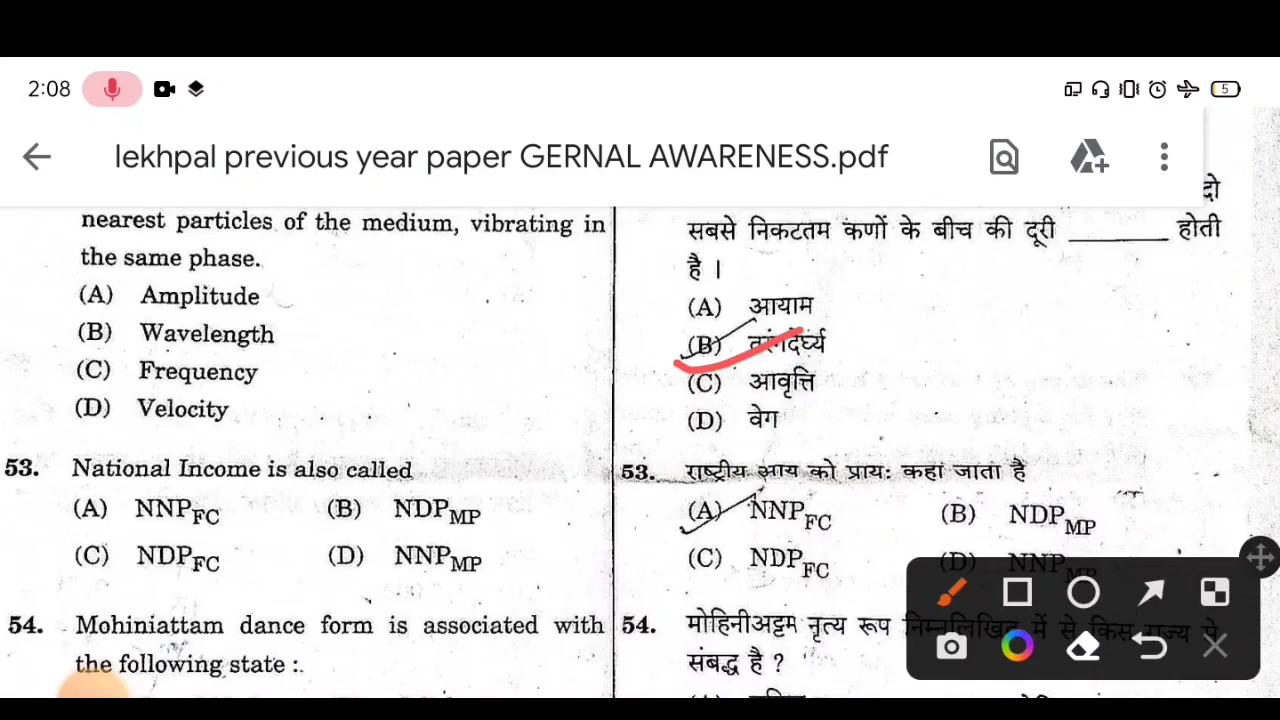 2:08
5
lekhpal previous year paper GERNAL AWARENESS.pdf
nearest particles of the medium, vibrating in
the same phase.
(A) Amplitude
(B) Wavelength
(C) Frequency
(D) Velocity
53. National Income is also called
(A) NNPFC (B) NDPMP
(C) NDPFC (D) NNPMP
54. Mohiniattam dance form is associated with
the following state :
दो
सबसे निकटतम कणों के बीच की दूरी ________ होती
है ।
(A) आयाम
(B) तरंगदैर्घ्य
(C) आवृत्ति
(D) वेग
53. राष्ट्रीय आय को प्राय: कहा जाता है
(A) NNPFC (B) NDPMP
(C) NDPFC (D) NNPMP
54. मोहिनीअट्टम नृत्य रूप निम्नलिखित में से किस राज्य से
संबद्ध है ?